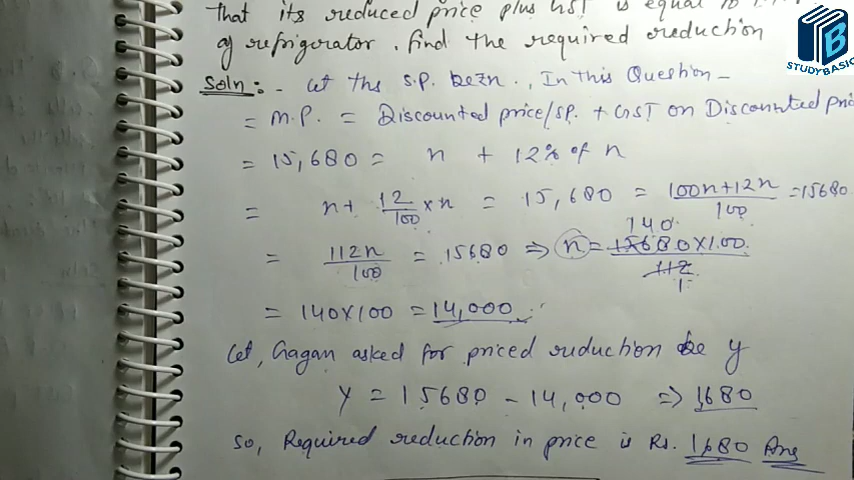 that its reduced price plus GST is equal to
of refrigerator. find the required reduction
STUDYBASIC
Soln:- let the S.P. be 'x'., In this Question -
= M.P. = Discounted price/SP. + GST on Discounted pri
= 15,680 = x + 12% of x
= x + 12/100 × x = 15,680 = 100x+12x/100 = 15680
= 112x/100 = 15680 ⇒ x = 15680×100/112 140 1
= 140×100 = 14,000
let, Gagan asked for priced reduction be y
y = 15680 - 14,000 ⇒ 1680
So, Required reduction in price is Rs. 1680 Ans